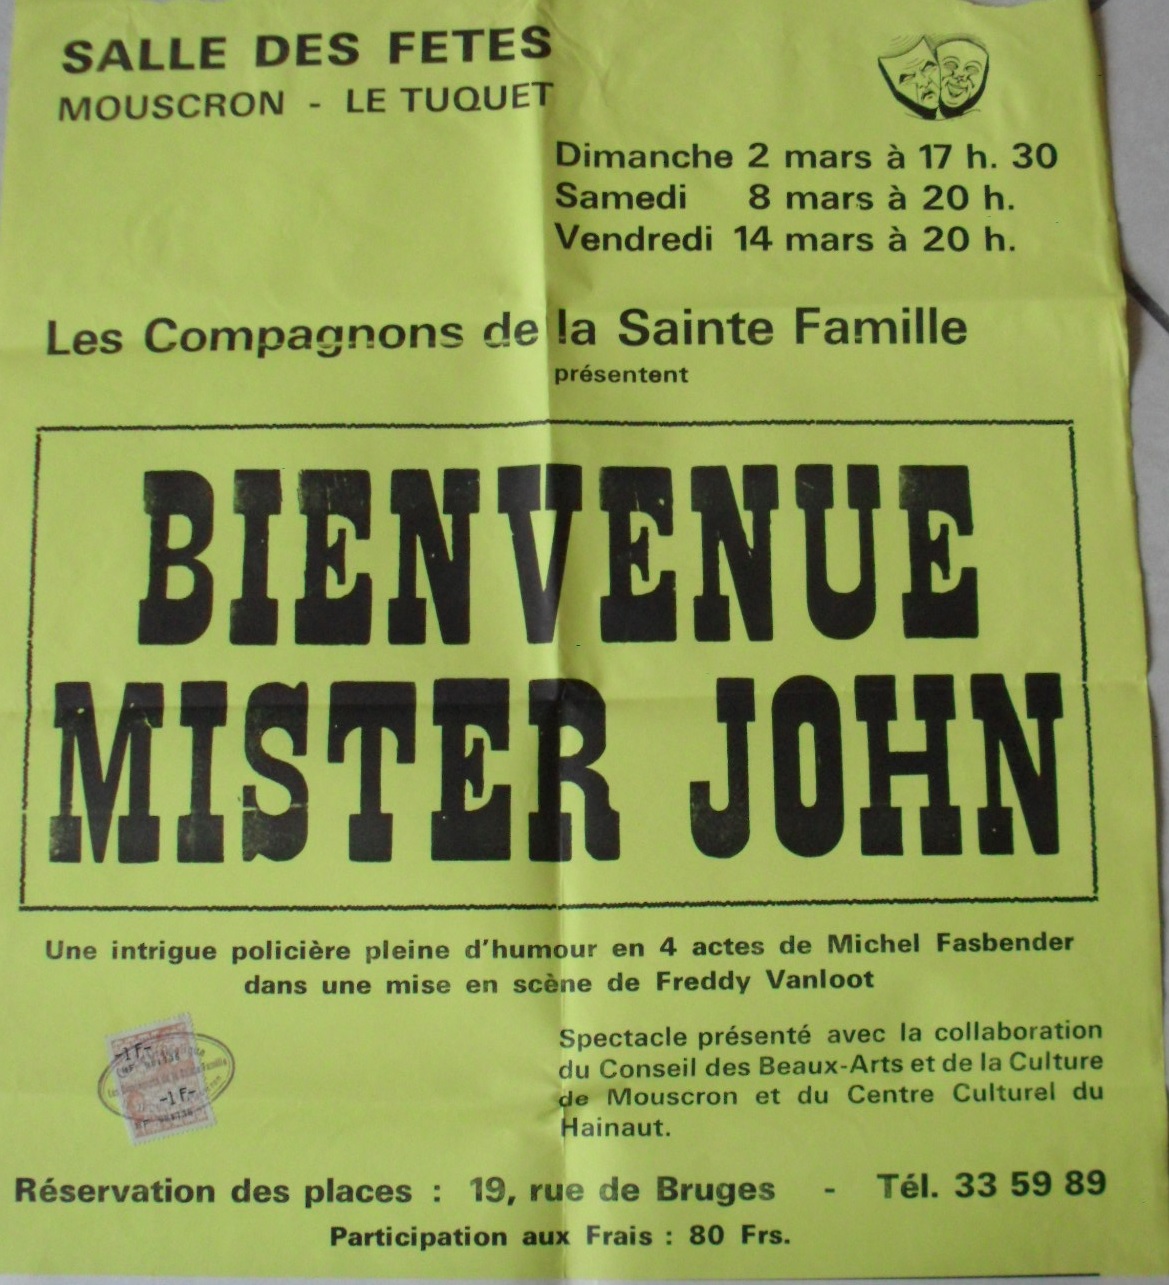 SALLE DES FETES
MOUSCRON - LE TUQUET
Dimanche 2 mars à 17 h. 30
Samedi 8 mars à 20 h.
Vendredi 14 mars à 20 h.
Les Compagnons de la Sainte Famille
présentent
BIENVENUE
MISTER JOHN
Une intrigue policière pleine d'humour en 4 actes de Michel Fasbender
dans une mise en scène de Freddy Vanloot
-1F-
-1F-
Spectacle présenté avec la collaboration
du Conseil des Beaux-Arts et de la Culture
de Mouscron et du Centre Culturel du
Hainaut.
Réservation des places : 19, rue de Bruges - Tél. 33 59 89
Participation aux Frais : 80 Frs.